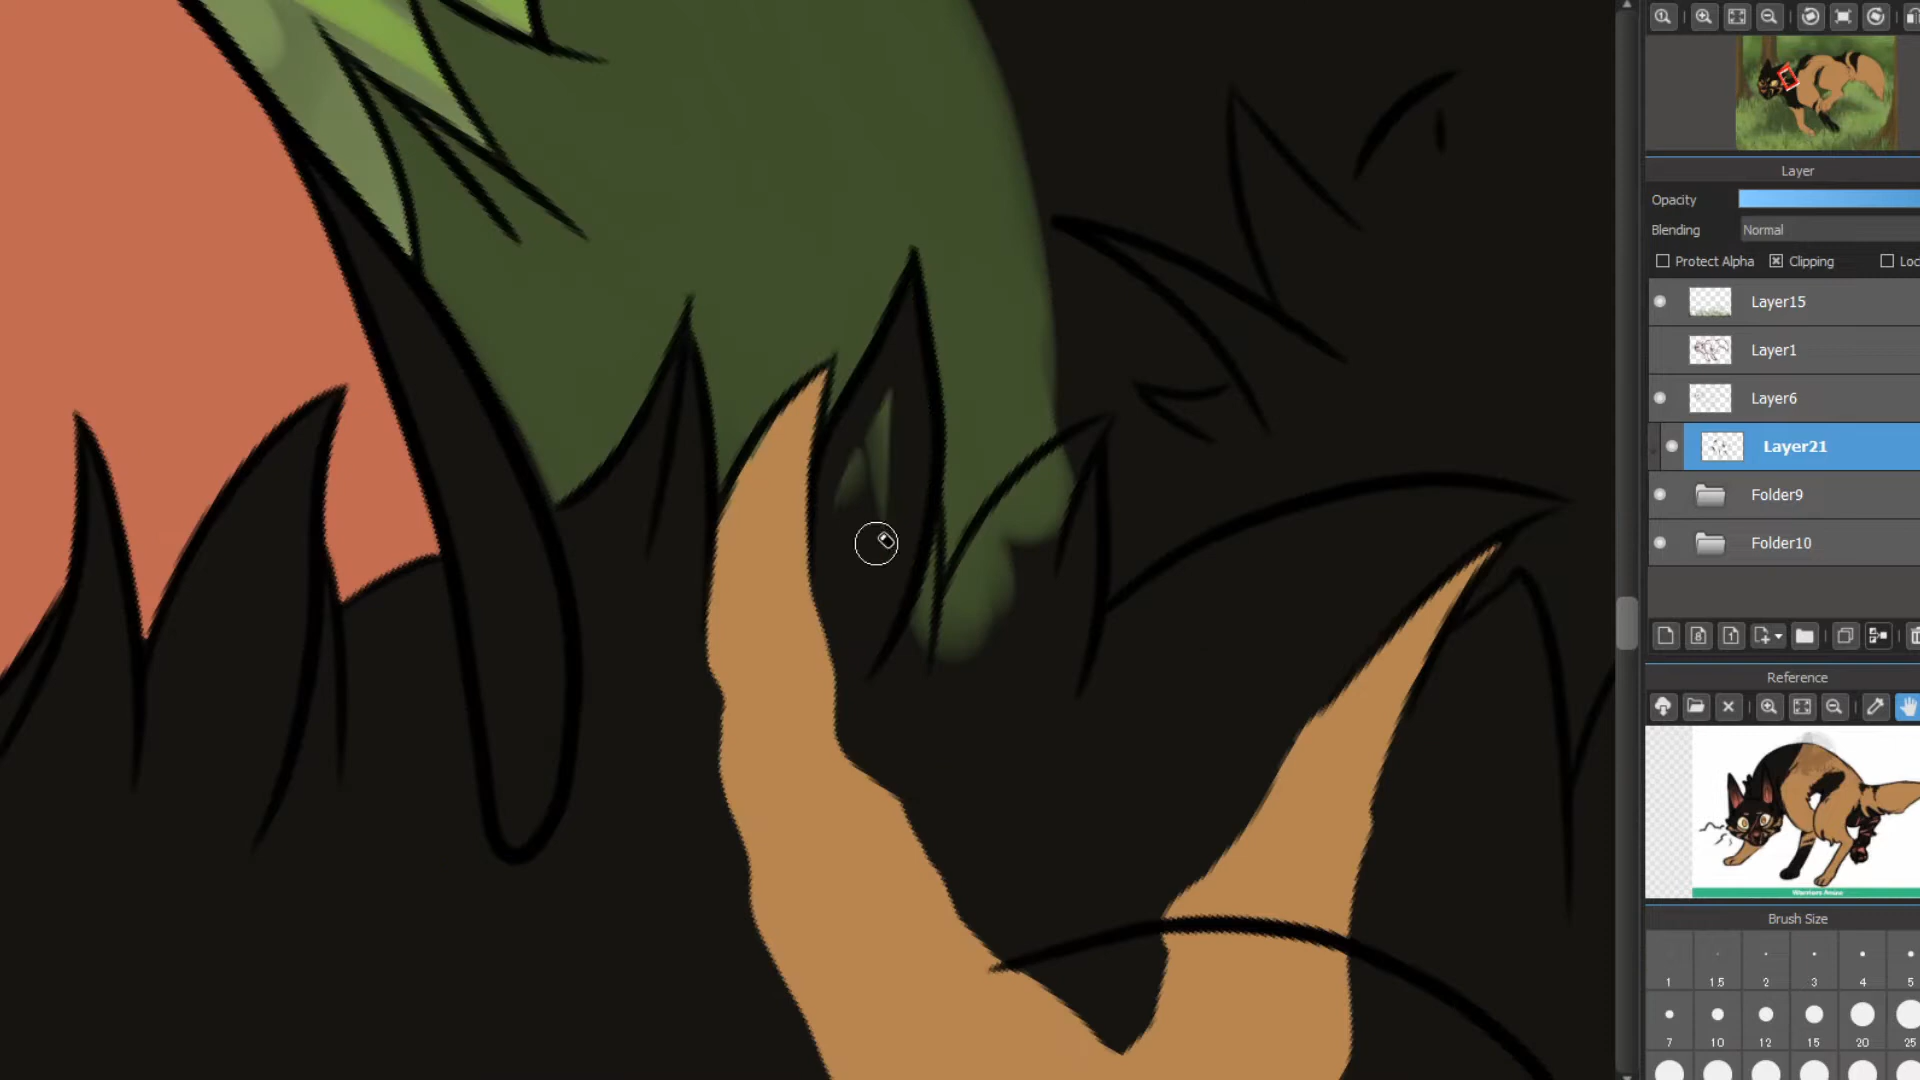 Layer
Opacity
Blending
Normal
Protect Alpha
Clipping
Loc
Layer15
Layer1
Layer6
Layer21
Folder9
Folder10
Reference
Brush Size
1
1.5
2
3
4
5
7
10
12
15
20
25